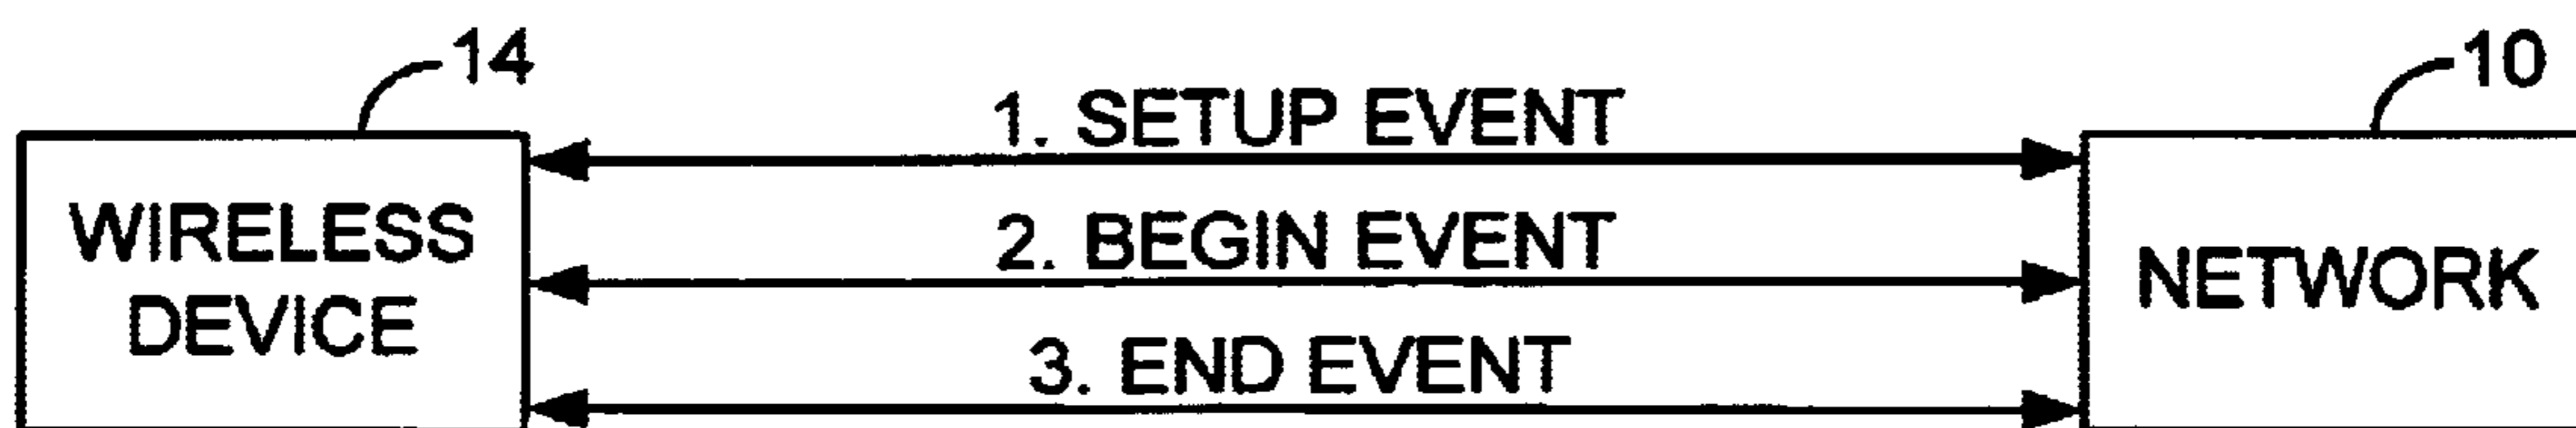 14
10
1. SETUP EVENT
2. BEGIN EVENT
3. END EVENT
WIRELESS
DEVICE
NETWORK